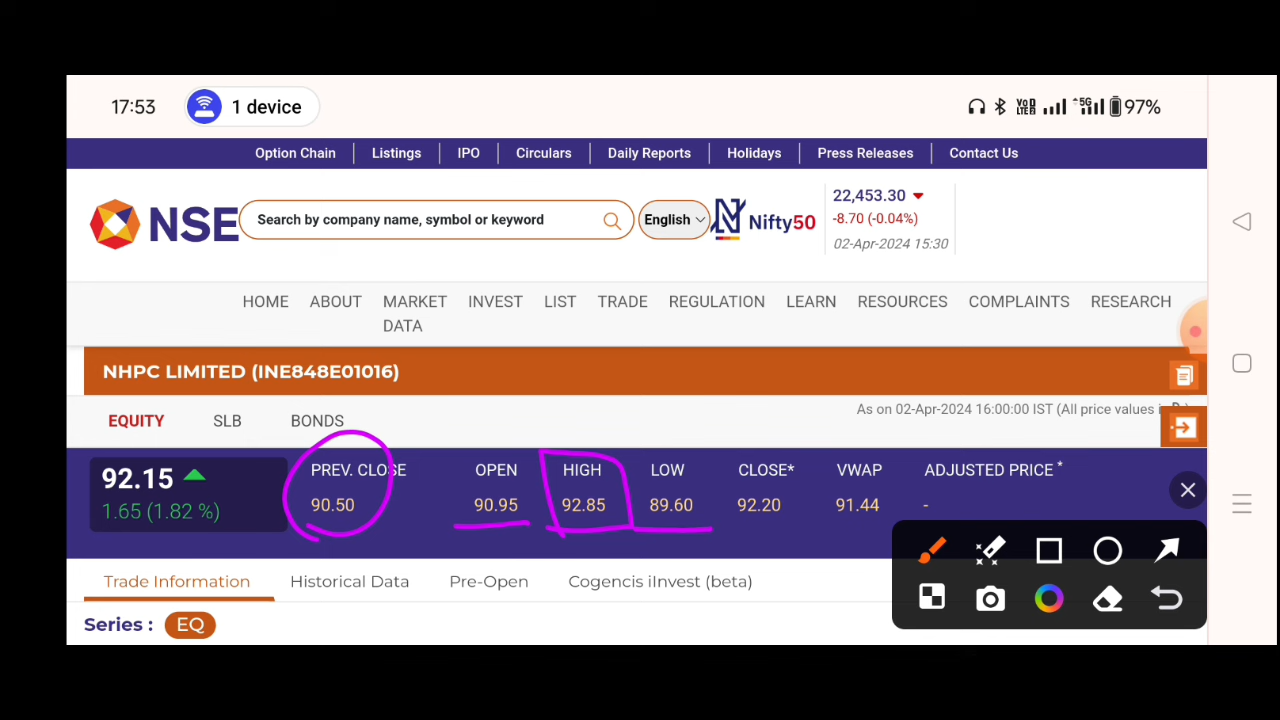 17:53 1 device VoD LTE2 5G 97%
Option Chain Listings IPO Circulars Daily Reports Holidays Press Releases Contact Us
NSE Search by company name, symbol or keyword English Nifty50
22,453.30
-8.70 (-0.04%)
02-Apr-2024 15:30
HOME ABOUT MARKET DATA INVEST LIST TRADE REGULATION LEARN RESOURCES COMPLAINTS RESEARCH
NHPC LIMITED (INE848E01016)
EQUITY SLB BONDS
As on 02-Apr-2024 16:00:00 IST (All price values i
92.15 PREV. CLOSE OPEN HIGH LOW CLOSE* VWAP ADJUSTED PRICE *
1.65 (1.82 %) 90.50 90.95 92.85 89.60 92.20 91.44 -
Trade Information Historical Data Pre-Open Cogencis iInvest (beta)
Series : EQ